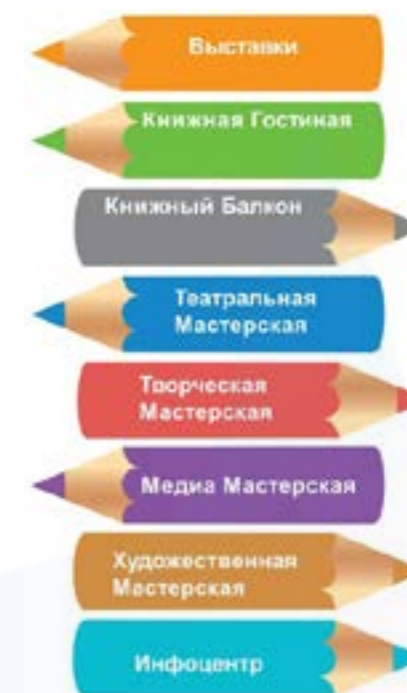 Выставки
Книжная Гостиная
Книжный Балкон
Театральная
Мастерская
Творческая
Мастерская
Медиа Мастерская
Художественная
Мастерская
Инфоцентр